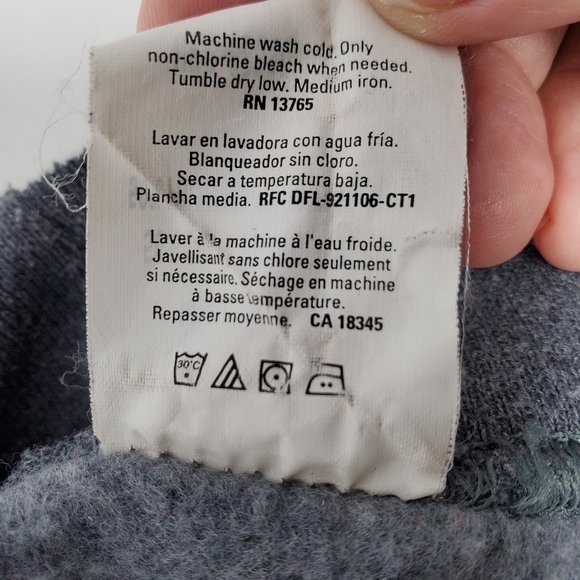 Machine wash cold. Only
non-chlorine bleach when needed.
Tumble dry low. Medium iron.
RN 13765
Lavar en lavadora con agua fría.
Blanqueador sin cloro.
Secar a temperatura baja.
Plancha media. RFC DFL-921106-CT1
Laver à la machine à l'eau froide.
Javellisant sans chlore seulement
si nécessaire. Séchage en machine
à basse température.
Repasser moyenne. CA 18345
30°C